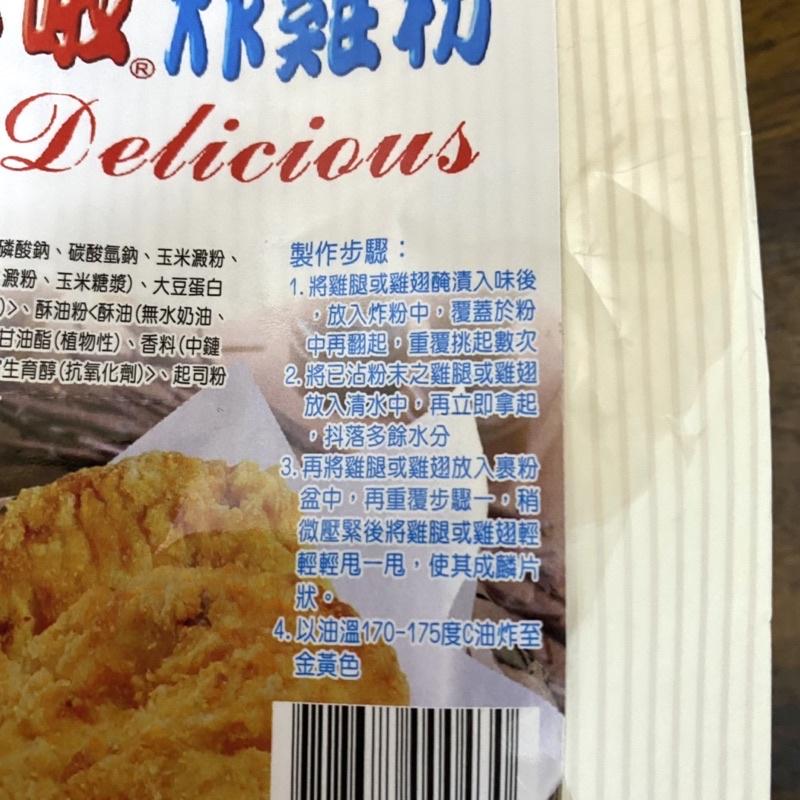 ®炸雞粉
Delicious
磷酸鈉、碳酸氫鈉、玉米澱粉、
澱粉、玉米糖漿)、大豆蛋白
)>、酥油粉<酥油(無水奶油、
甘油酯(植物性)、香料(中鏈
生育醇(抗氧化劑)>、起司粉
製作步驟：
1.將雞腿或雞翅醃漬入味後
，放入炸粉中，覆蓋於粉
中再翻起，重覆挑起數次
2.將已沾粉末之雞腿或雞翅
放入清水中，再立即拿起
，抖落多餘水分
3.再將雞腿或雞翅放入裹粉
盆中，再重覆步驟一，稍
微壓緊後將雞腿或雞翅輕
輕輕甩一甩，使其成麟片
狀。
4.以油溫170-175度C油炸至
金黃色